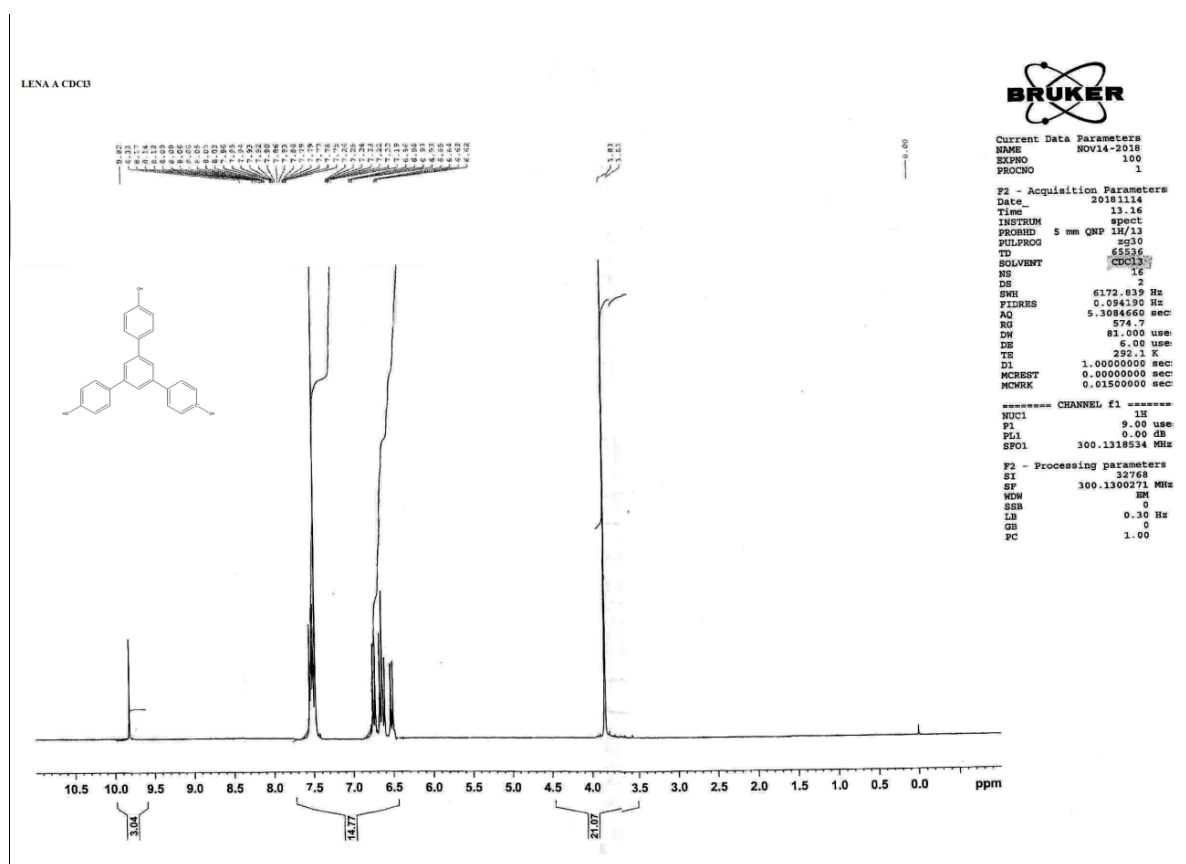 LENA A CDCl3
BRUKER
Current Data Parameters
NAME NOV14-2018
EXPNO 100
PROCNO 1
F2 - Acquisition Parameters
Date_ 20181114
Time 13.16
INSTRUM spect
PROBHD 5 mm QNP 1H/13
PULPROG zg30
TD 65536
SOLVENT CDCl3
NS 16
DS 2
SWH 6172.839 Hz
FIDRES 0.094190 Hz
AQ 5.3084660 sec
RG 574.7
DW 81.000 use
DE 6.00 use
TE 292.1 K
D1 1.00000000 sec
MCREST 0.00000000 sec
MCWRK 0.01500000 sec
======== CHANNEL f1 ========
NUC1 1H
P1 9.00 use
PL1 0.00 dB
SFO1 300.1318534 MHz
F2 - Processing parameters
SI 32768
SF 300.1300271 MHz
WDW EM
SSB 0
LB 0.30 Hz
GB 0
PC 1.00
10.5 10.0 9.5 9.0 8.5 8.0 7.5 7.0 6.5 6.0 5.5 5.0 4.5 4.0 3.5 3.0 2.5 2.0 1.5 1.0 0.5 0.0 ppm
3.04
14.77
21.07